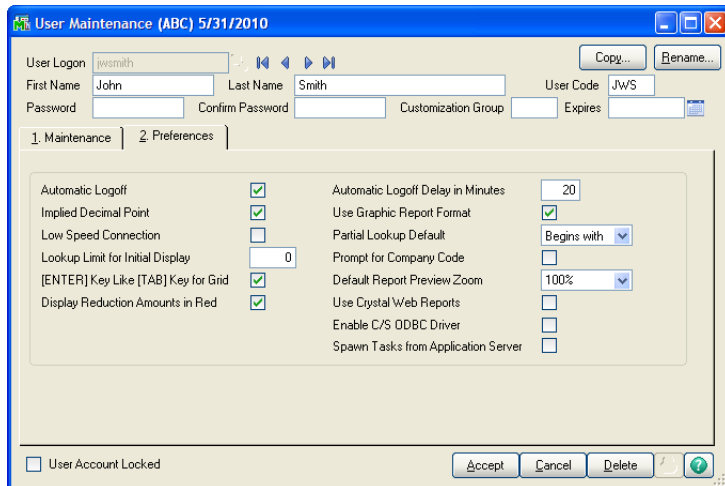 User Maintenance (ABC) 5/31/2010
User Logon jwsmith Copy... Rename...
First Name John Last Name Smith User Code JWS
Password Confirm Password Customization Group Expires
1. Maintenance 2. Preferences
Automatic Logoff Automatic Logoff Delay in Minutes 20
Implied Decimal Point Use Graphic Report Format
Low Speed Connection Partial Lookup Default Begins with
Lookup Limit for Initial Display 0 Prompt for Company Code
[ENTER] Key Like [TAB] Key for Grid Default Report Preview Zoom 100%
Display Reduction Amounts in Red Use Crystal Web Reports
Enable C/S ODBC Driver
Spawn Tasks from Application Server
User Account Locked Accept Cancel Delete ?